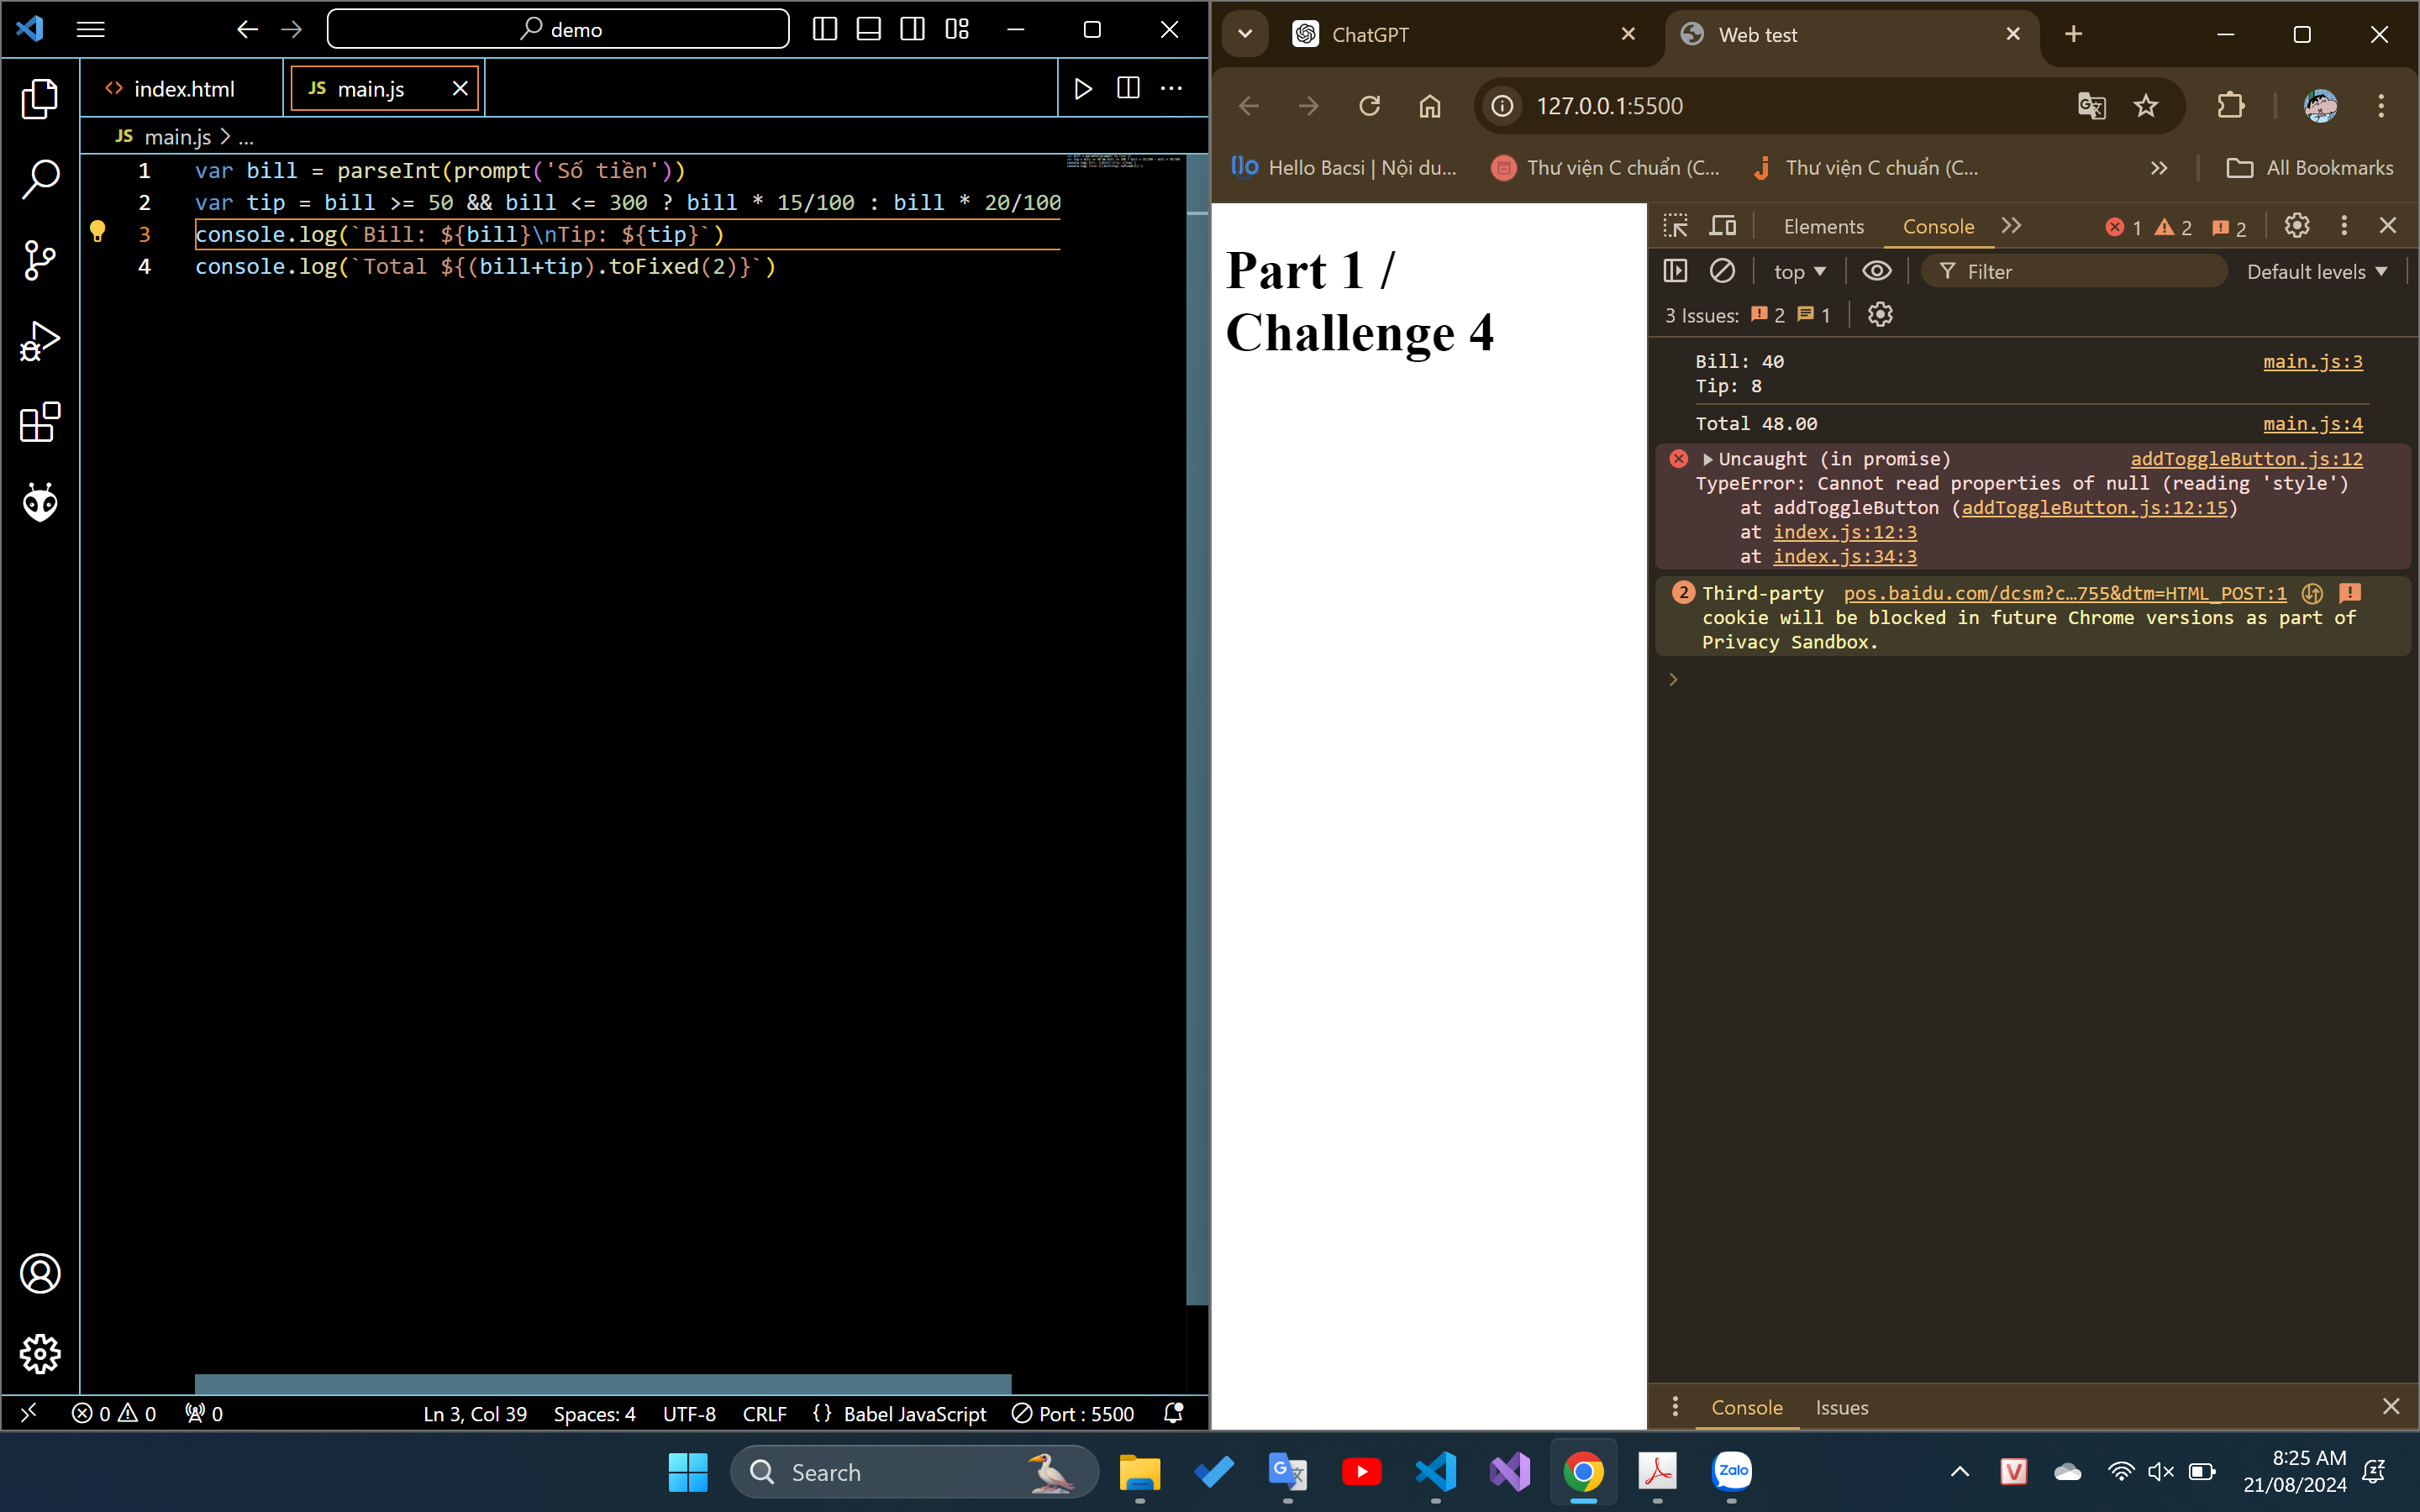 demo
index.html
JS main.js
JS main.js > ...
1 var bill = parseInt(prompt('Số tiền'))
2 var tip = bill >= 50 && bill <= 300 ? bill * 15/100 : bill * 20/100
3 console.log(`Bill: ${bill}\nTip: ${tip}`)
4 console.log(`Total ${(bill+tip).toFixed(2)}`)
0 0 0
Ln 3, Col 39 Spaces: 4 UTF-8 CRLF {} Babel JavaScript Port : 5500
ChatGPT
Web test
127.0.0.1:5500
Hello Bacsi | Nội du...
Thư viện C chuẩn (C...
Thư viện C chuẩn (C...
All Bookmarks
Part 1 /
Challenge 4
Elements Console 1 2 2
top Filter Default levels
3 Issues: 2 1
Bill: 40 main.js:3
Tip: 8
Total 48.00 main.js:4
Uncaught (in promise) addToggleButton.js:12
TypeError: Cannot read properties of null (reading 'style')
at addToggleButton (addToggleButton.js:12:15)
at index.js:12:3
at index.js:34:3
2 Third-party pos.baidu.com/dcsm?c…755&dtm=HTML_POST:1
cookie will be blocked in future Chrome versions as part of
Privacy Sandbox.
Console Issues
Search
Zalo
V
8:25 AM
21/08/2024